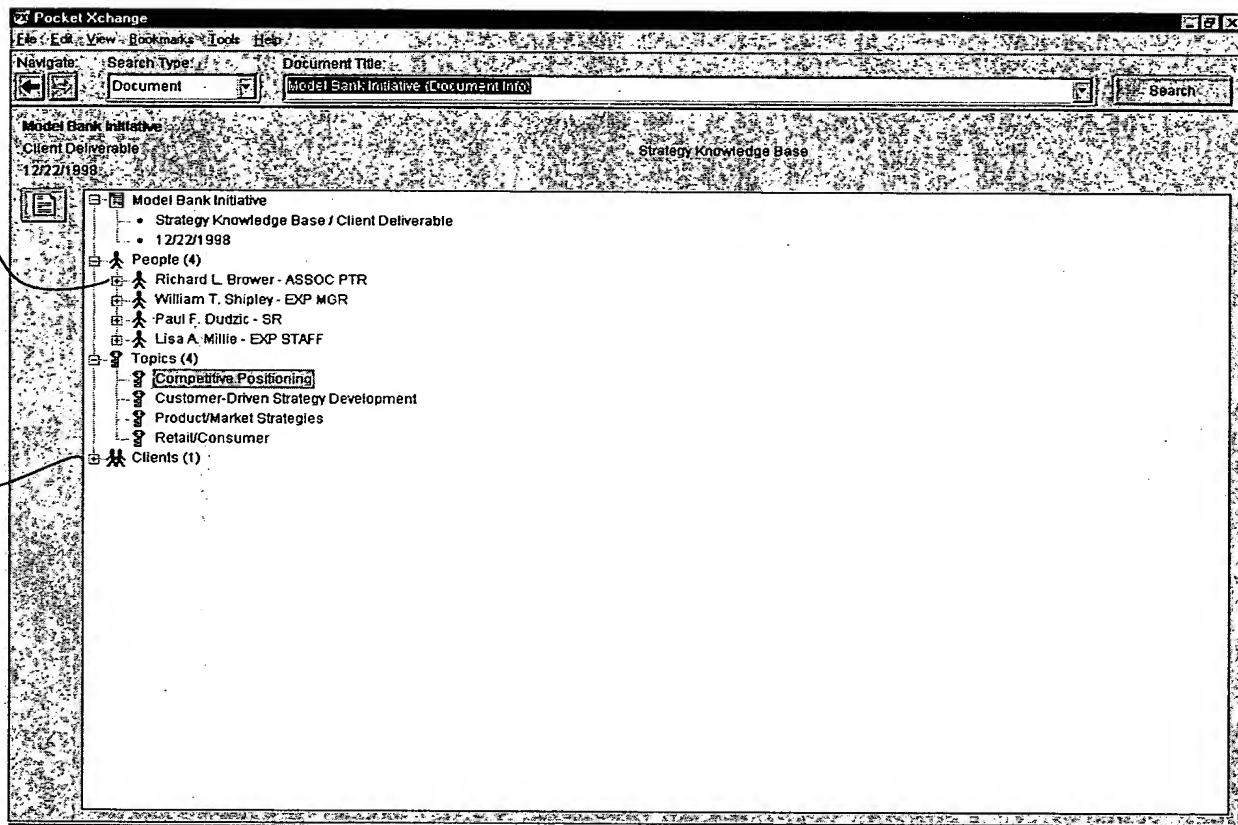 Pocket Xchange
File Edit View Bookmarks Tools Help
Navigate: Search Type: Document Title:
Document Model Bank Initiative (Document Info) Search
Model Bank Initiative
Client Deliverable Strategy Knowledge Base
12/22/1998
Model Bank Initiative
Strategy Knowledge Base / Client Deliverable
12/22/1998
People (4)
Richard L. Brower - ASSOC PTR
William T. Shipley - EXP MGR
Paul F. Dudzic - SR
Lisa A. Millie - EXP STAFF
Topics (4)
Competitive Positioning
Customer-Driven Strategy Development
Product/Market Strategies
Retail/Consumer
Clients (1)